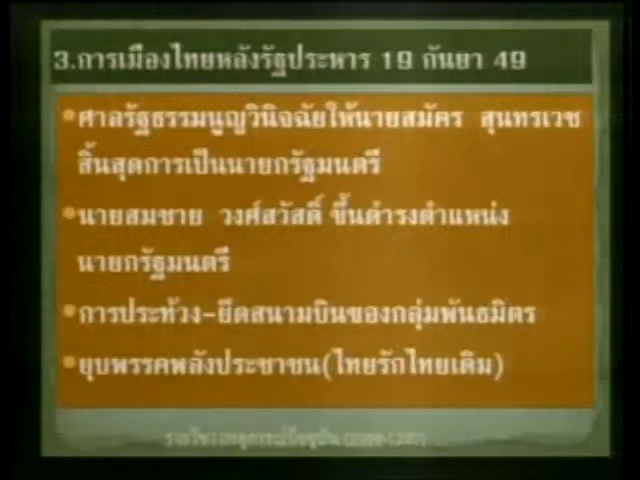 3.การเมืองไทยหลังรัฐประหาร 19 กันยา 49
•ศาลรัฐธรรมนูญวินิจฉัยให้นายสมัคร สุนทรเวช
สิ้นสุดการเป็นนายกรัฐมนตรี
•นายสมชาย วงศ์สวัสดิ์ ขึ้นดำรงตำแหน่ง
นายกรัฐมนตรี
•การประท้วง-ยึดสนามบินของกลุ่มพันธมิตร
•ยุบพรรคพลังประชาชน(ไทยรักไทยเดิม)